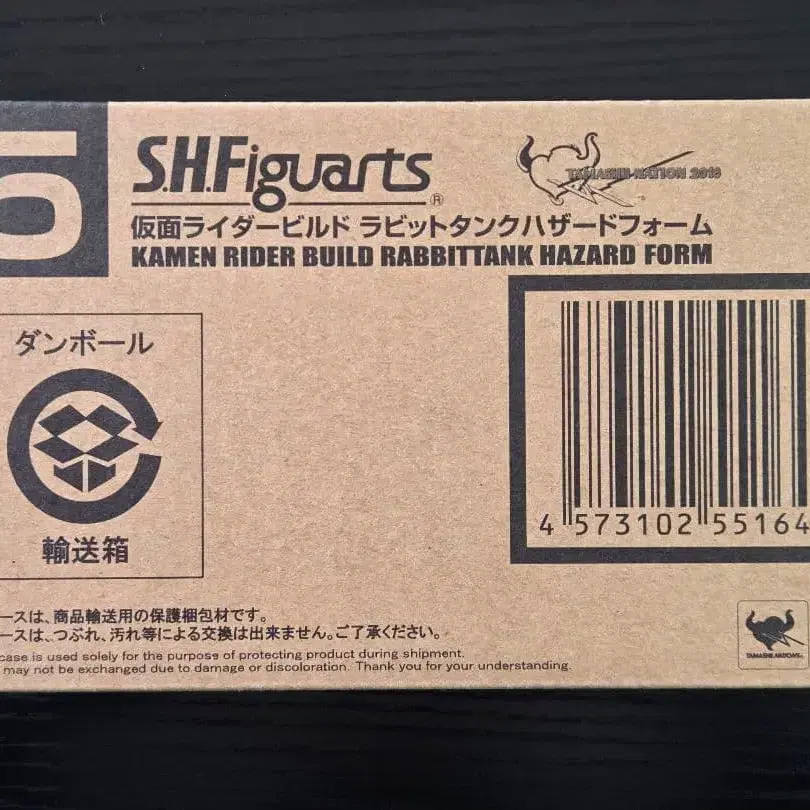 S.H.Figuarts
®
TAMASHII NATION 2018
仮面ライダービルド ラビットタンクハザードフォーム
KAMEN RIDER BUILD RABBITTANK HAZARD FORM
ダンボール
輸送箱
4 573102 55164
ースは、商品輸送用の保護梱包材です。
ースは、つぶれ、汚れ等による交換は出来ません。ご了承ください。
case is used solely for the purpose of protecting product during shipment.
may not be exchanged due to damage or discoloration. Thank you for your understanding.
TAMASHII NATIONS